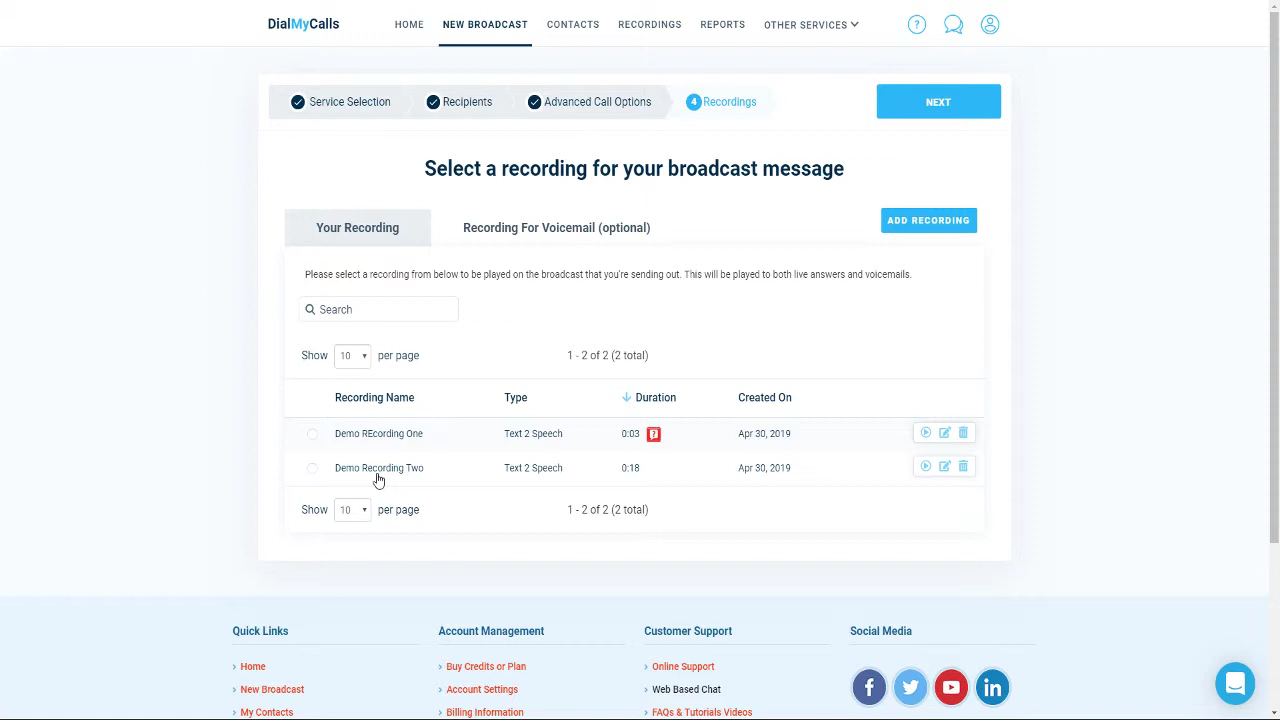 DialMyCalls HOME NEW BROADCAST CONTACTS RECORDINGS REPORTS OTHER SERVICES ?
Service Selection Recipients Advanced Call Options 4 Recordings NEXT
Select a recording for your broadcast message
Your Recording Recording For Voicemail (optional) ADD RECORDING
Please select a recording from below to be played on the broadcast that you're sending out. This will be played to both live answers and voicemails.
Search
Show 10 per page 1 - 2 of 2 (2 total)
Recording Name Type Duration Created On
Demo REcording One Text 2 Speech 0:03 ? Apr 30, 2019
Demo Recording Two Text 2 Speech 0:18 Apr 30, 2019
Show 10 per page 1 - 2 of 2 (2 total)
Quick Links Account Management Customer Support Social Media
Home Buy Credits or Plan Online Support
New Broadcast Account Settings Web Based Chat
My Contacts Billing Information FAQs & Tutorials Videos